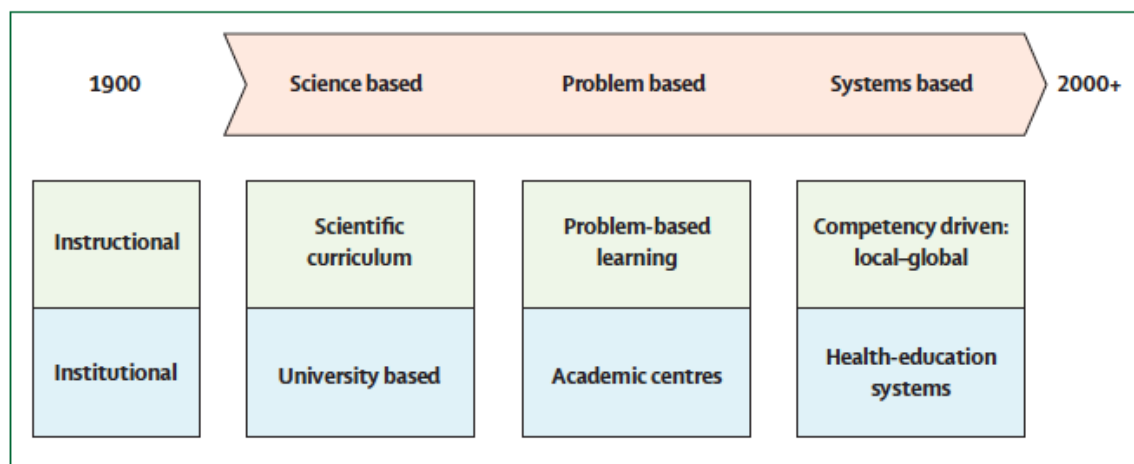 1900
Science based
Problem based
Systems based
2000+
Instructional
Scientific
curriculum
Problem-based
learning
Competency driven:
local–global
Institutional
University based
Academic centres
Health-education
systems